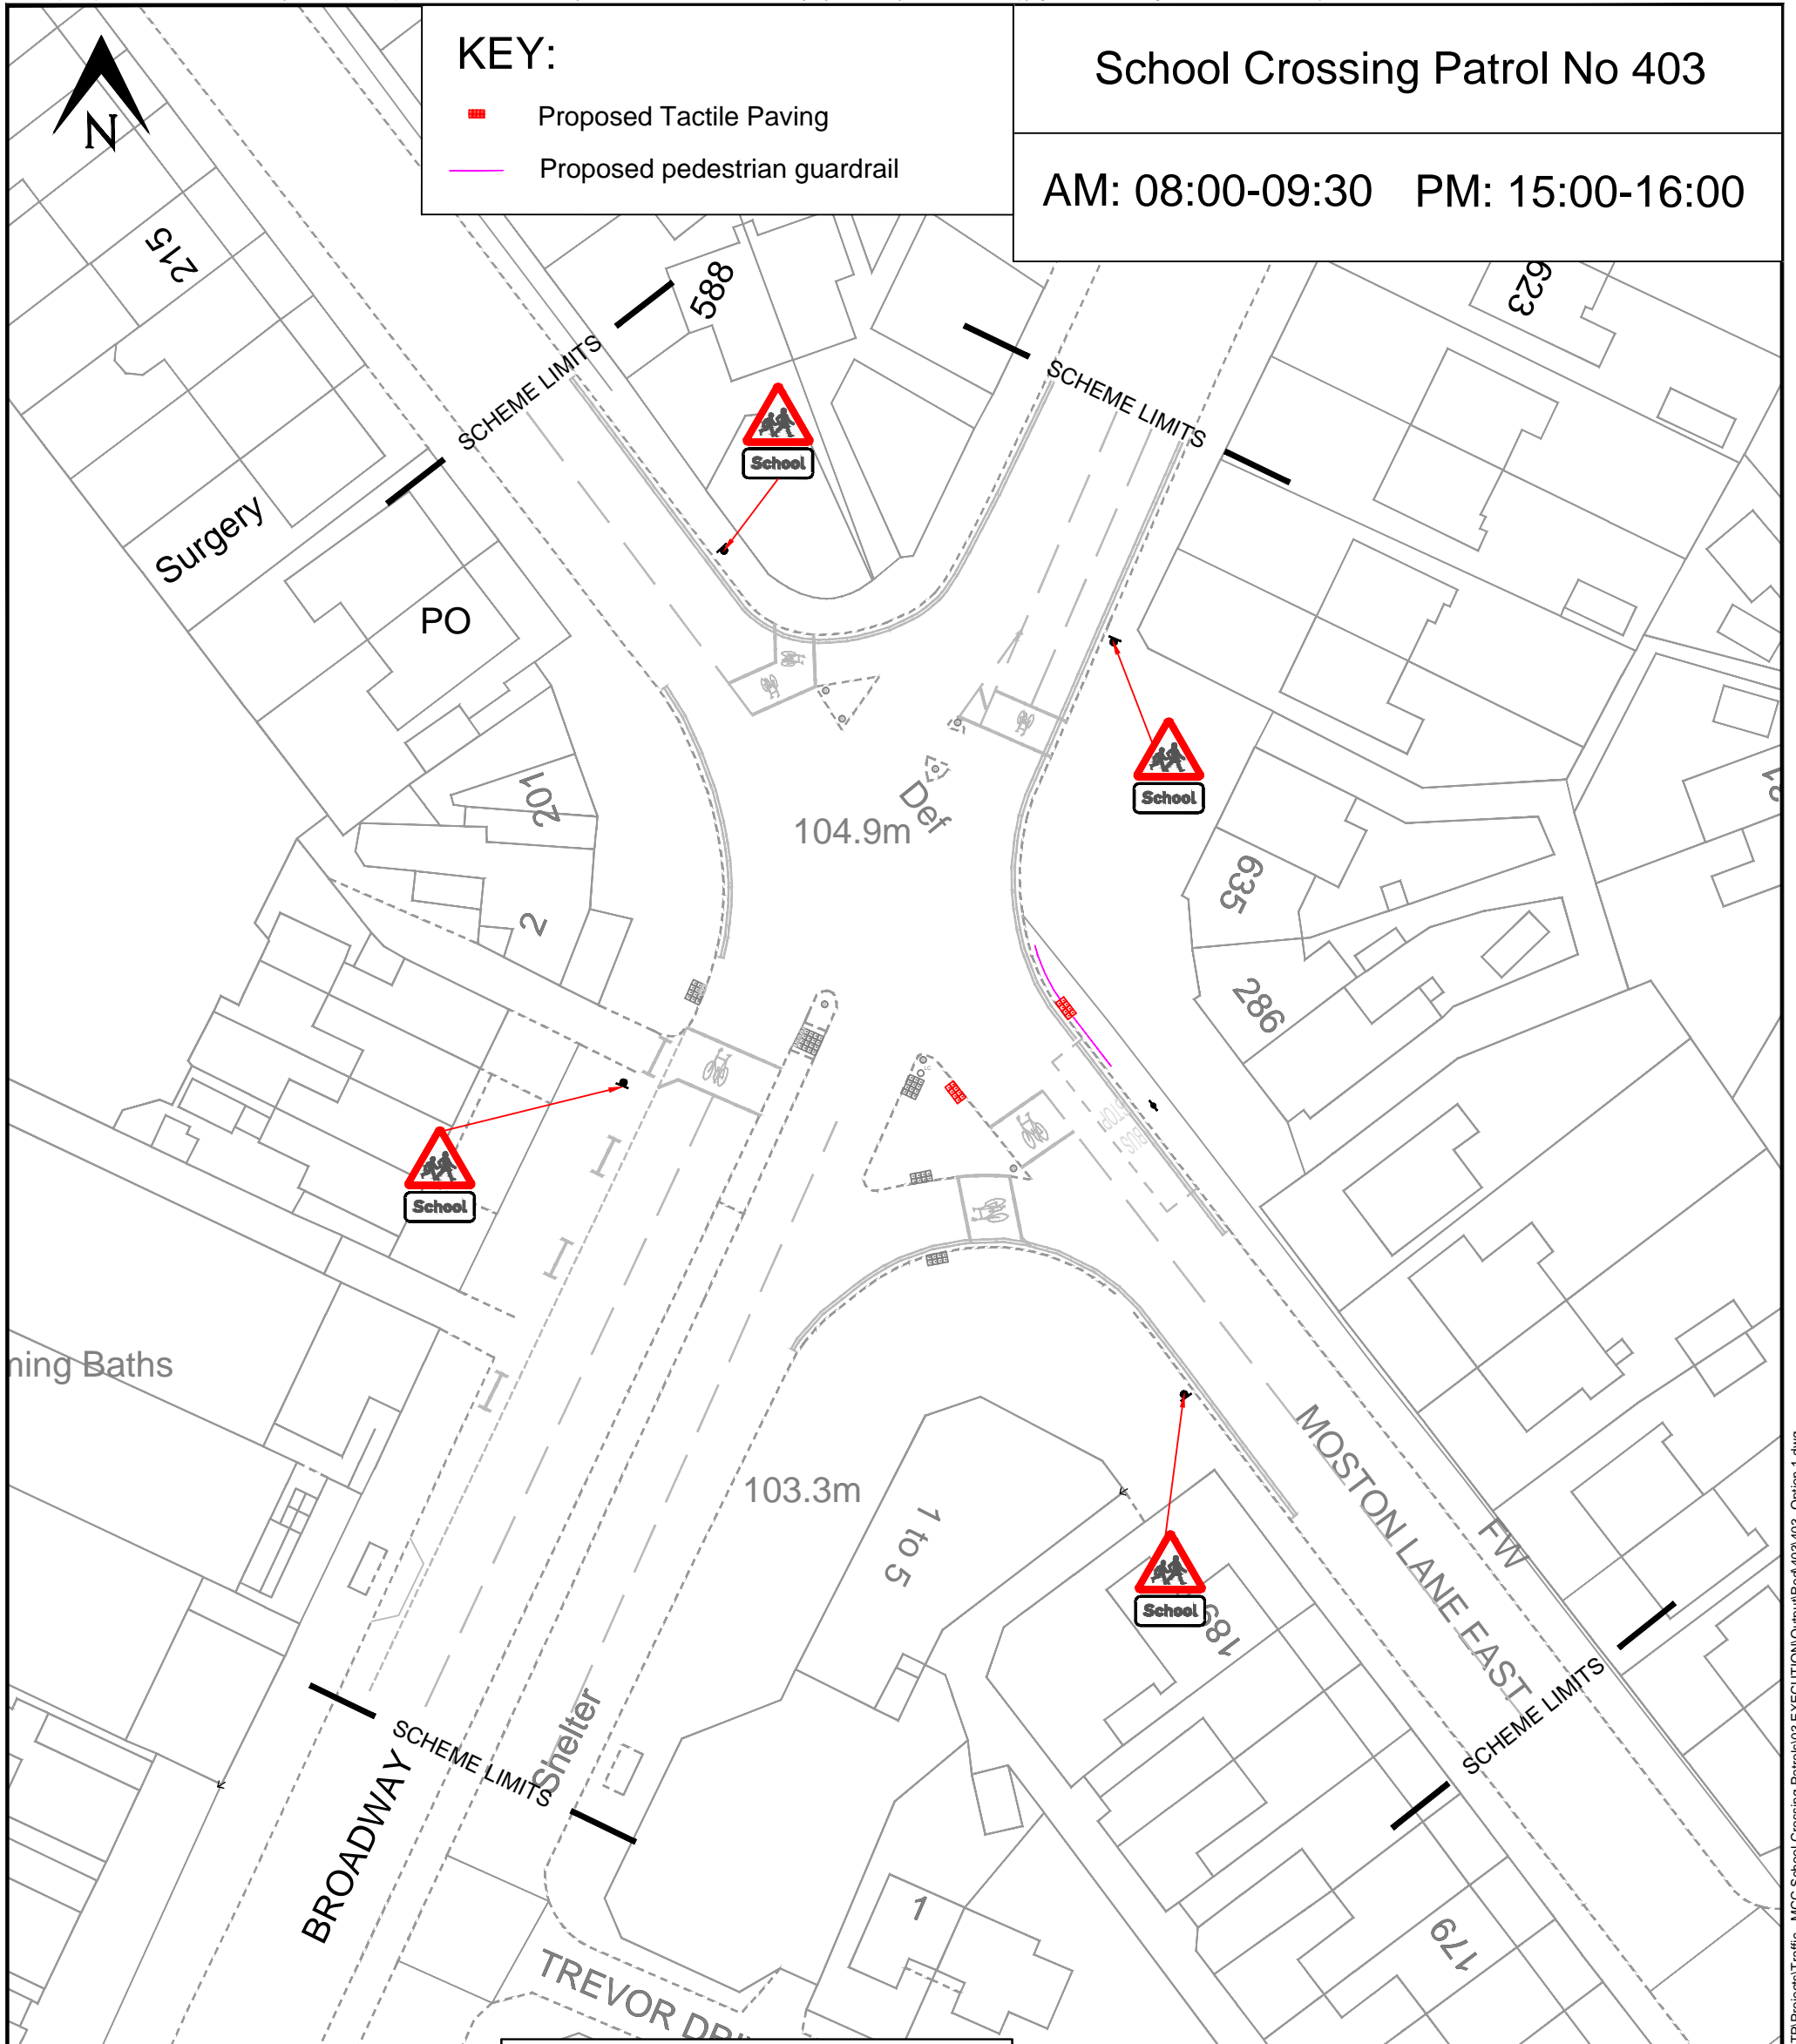 KEY:
Proposed Tactile Paving
Proposed pedestrian guardrail
School Crossing Patrol No 403
AM: 08:00-09:30 PM: 15:00-16:00
N
215
588
623
SCHEME LIMITS
SCHEME LIMITS
School
Surgery
PO
School
201
Def
104.9m
635
2
286
BUS
STOP
School
ning Baths
103.3m
1 to 5
MOSTON LANE EAST
FW
School
189
SCHEME LIMITS
SCHEME LIMITS
Shelter
BROADWAY
1
179
TREVOR